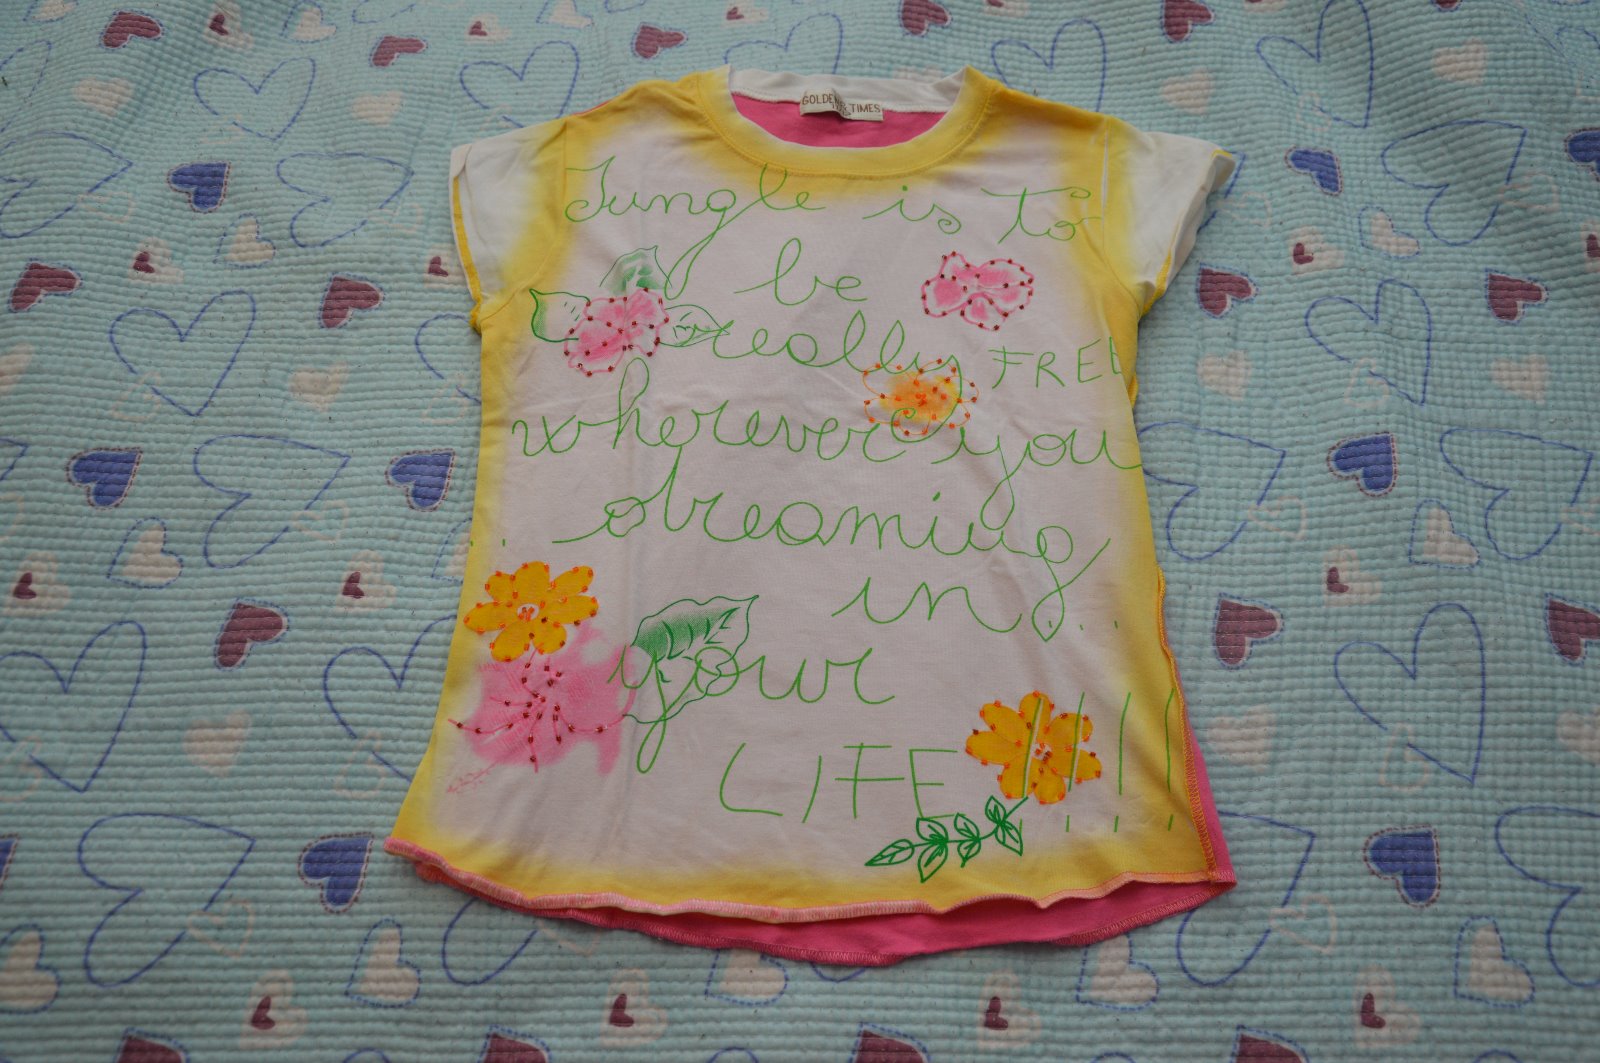 GOLDEN TIMES
Jungle is to
be
really FREE
wherever you
... dreaming
in...
your
LIFE !!!!